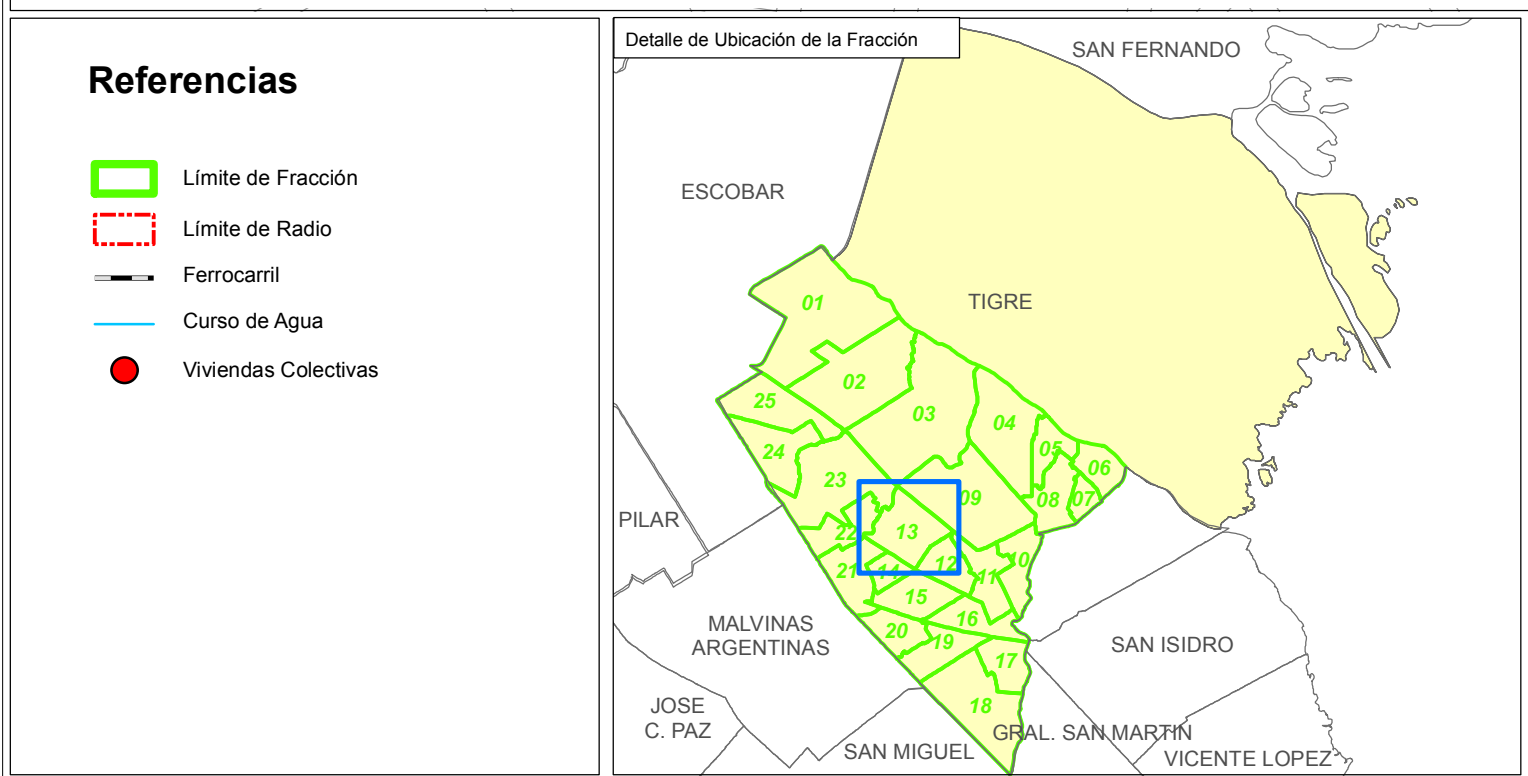 Referencias
Límite de Fracción
Límite de Radio
Ferrocarril
Curso de Agua
Viviendas Colectivas
Detalle de Ubicación de la Fracción
SAN FERNANDO
ESCOBAR
TIGRE
01
02
25
03
04
24
05
06
23
09
08
07
PILAR
22
13
10
21
14
12
11
15
MALVINAS
ARGENTINAS
16
20
19
SAN ISIDRO
17
JOSE
C. PAZ
18
GRAL. SAN MARTIN
SAN MIGUEL
VICENTE LOPEZ